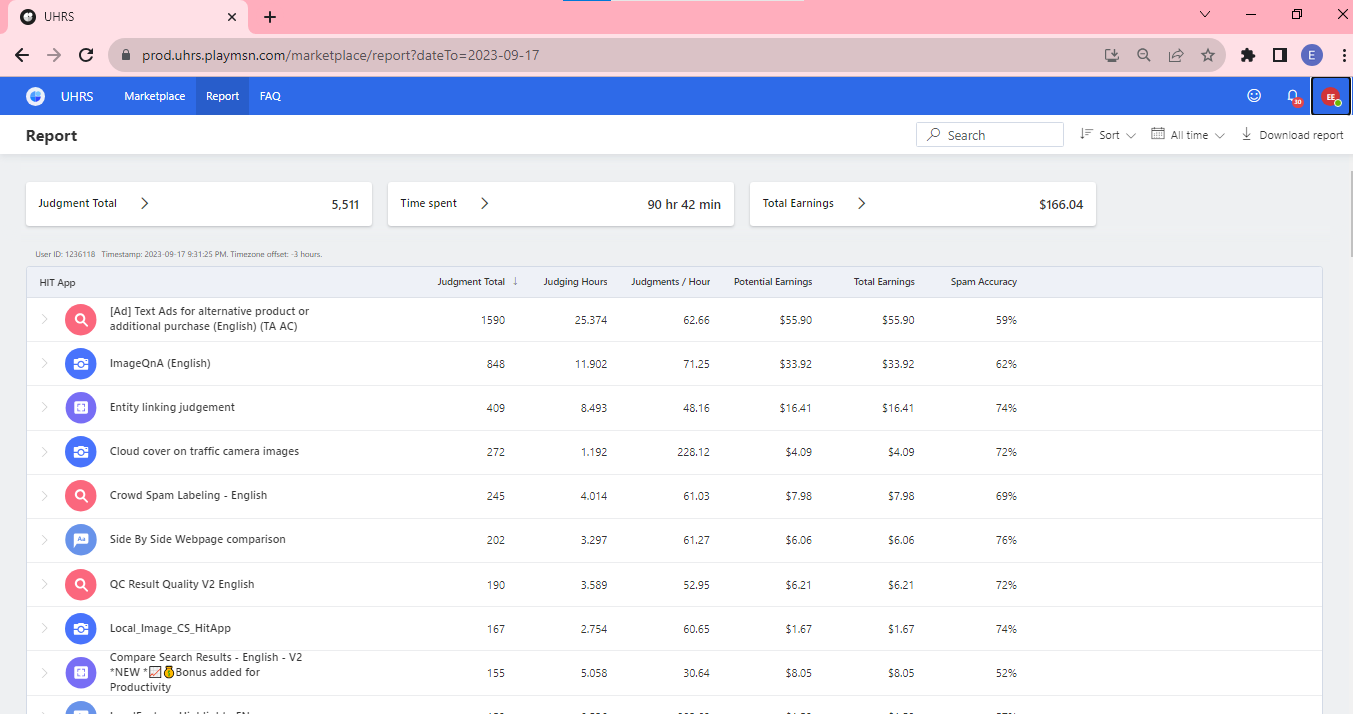 UHRS
prod.uhrs.playmsn.com/marketplace/report?dateTo=2023-09-17
E
UHRS Marketplace Report FAQ
30
EE
Report
Search
Sort
All time
Download report
Judgment Total 5,511
Time spent 90 hr 42 min
Total Earnings $166.04
User ID: 1236118 Timestamp: 2023-09-17 9:31:25 PM. Timezone offset: -3 hours.
HIT App Judgment Total ↓ Judging Hours Judgments / Hour Potential Earnings Total Earnings Spam Accuracy
[Ad] Text Ads for alternative product or
additional purchase (English) (TA AC)
1590 25.374 62.66 $55.90 $55.90 59%
ImageQnA (English) 848 11.902 71.25 $33.92 $33.92 62%
Entity linking judgement 409 8.493 48.16 $16.41 $16.41 74%
Cloud cover on traffic camera images 272 1.192 228.12 $4.09 $4.09 72%
Crowd Spam Labeling - English 245 4.014 61.03 $7.98 $7.98 69%
Aa
Side By Side Webpage comparison 202 3.297 61.27 $6.06 $6.06 76%
QC Result Quality V2 English 190 3.589 52.95 $6.21 $6.21 72%
Local_Image_CS_HitApp 167 2.754 60.65 $1.67 $1.67 74%
Compare Search Results - English - V2
*NEW *📈💰Bonus added for
Productivity
155 5.058 30.64 $8.05 $8.05 52%